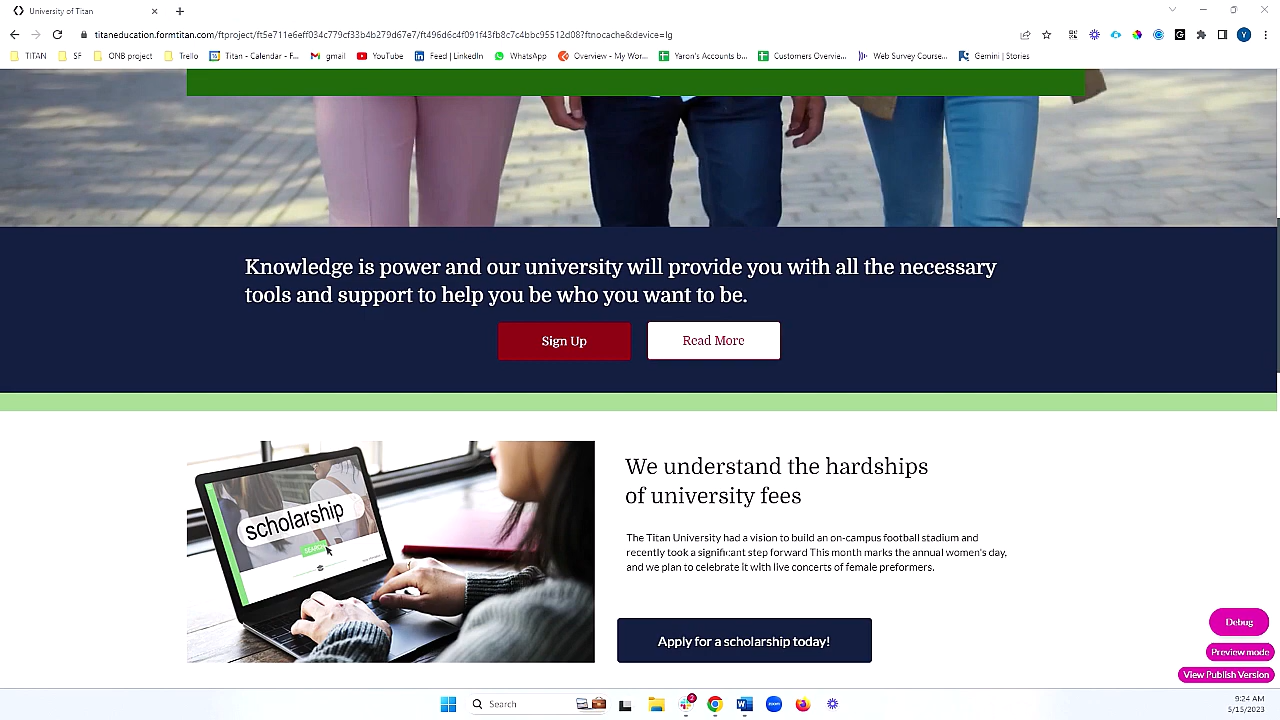 University of Titan
titaneducation.formtitan.com/ftproject/ft5e711e6eff034c779cf33b4b279d67e7/ft496d6c4f091f43fb8c7c4bbc95512d08?ftnocache&device=lg
TITAN SF ONB project Trello Titan - Calendar - F... gmail YouTube Feed | LinkedIn WhatsApp Overview - My Wor... Yaron's Accounts b... Customers Overvie... Web Survey Course... Gemini | Stories
Knowledge is power and our university will provide you with all the necessary
tools and support to help you be who you want to be.
Sign Up Read More
scholarship
SEARCH
We understand the hardships
of university fees
The Titan University had a vision to build an on-campus football stadium and
recently took a significant step forward This month marks the annual women's day,
and we plan to celebrate it with live concerts of female preformers.
Apply for a scholarship today!
Debug
Preview mode
View Publish Version
Search
2
zoom
9:24 AM
5/15/2023